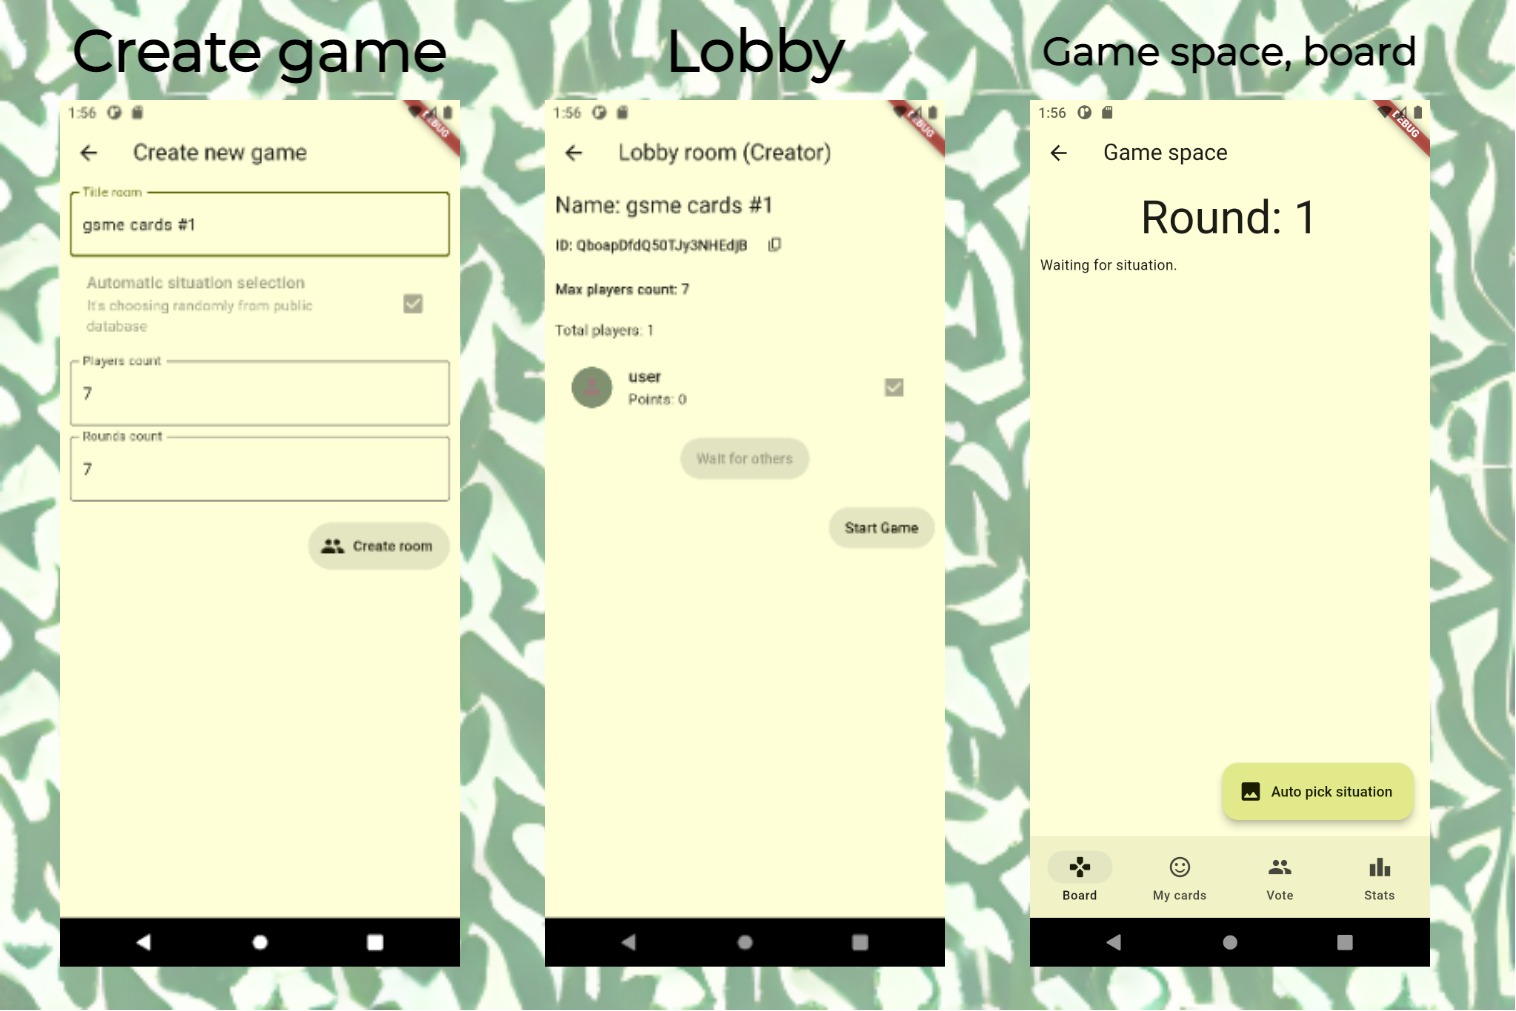 Create game
Lobby
Game space, board
1:56
DEBUG
Create new game
Title room
gsme cards #1
Automatic situation selection
It's choosing randomly from public
database
Players count
7
Rounds count
7
Create room
1:56
DEBUG
Lobby room (Creator)
Name: gsme cards #1
ID: QboapDfdQ50TJy3NHEdjB
Max players count: 7
Total players: 1
user
Points: 0
Wait for others
Start Game
1:56
DEBUG
Game space
Round: 1
Waiting for situation.
Auto pick situation
Board
My cards
Vote
Stats